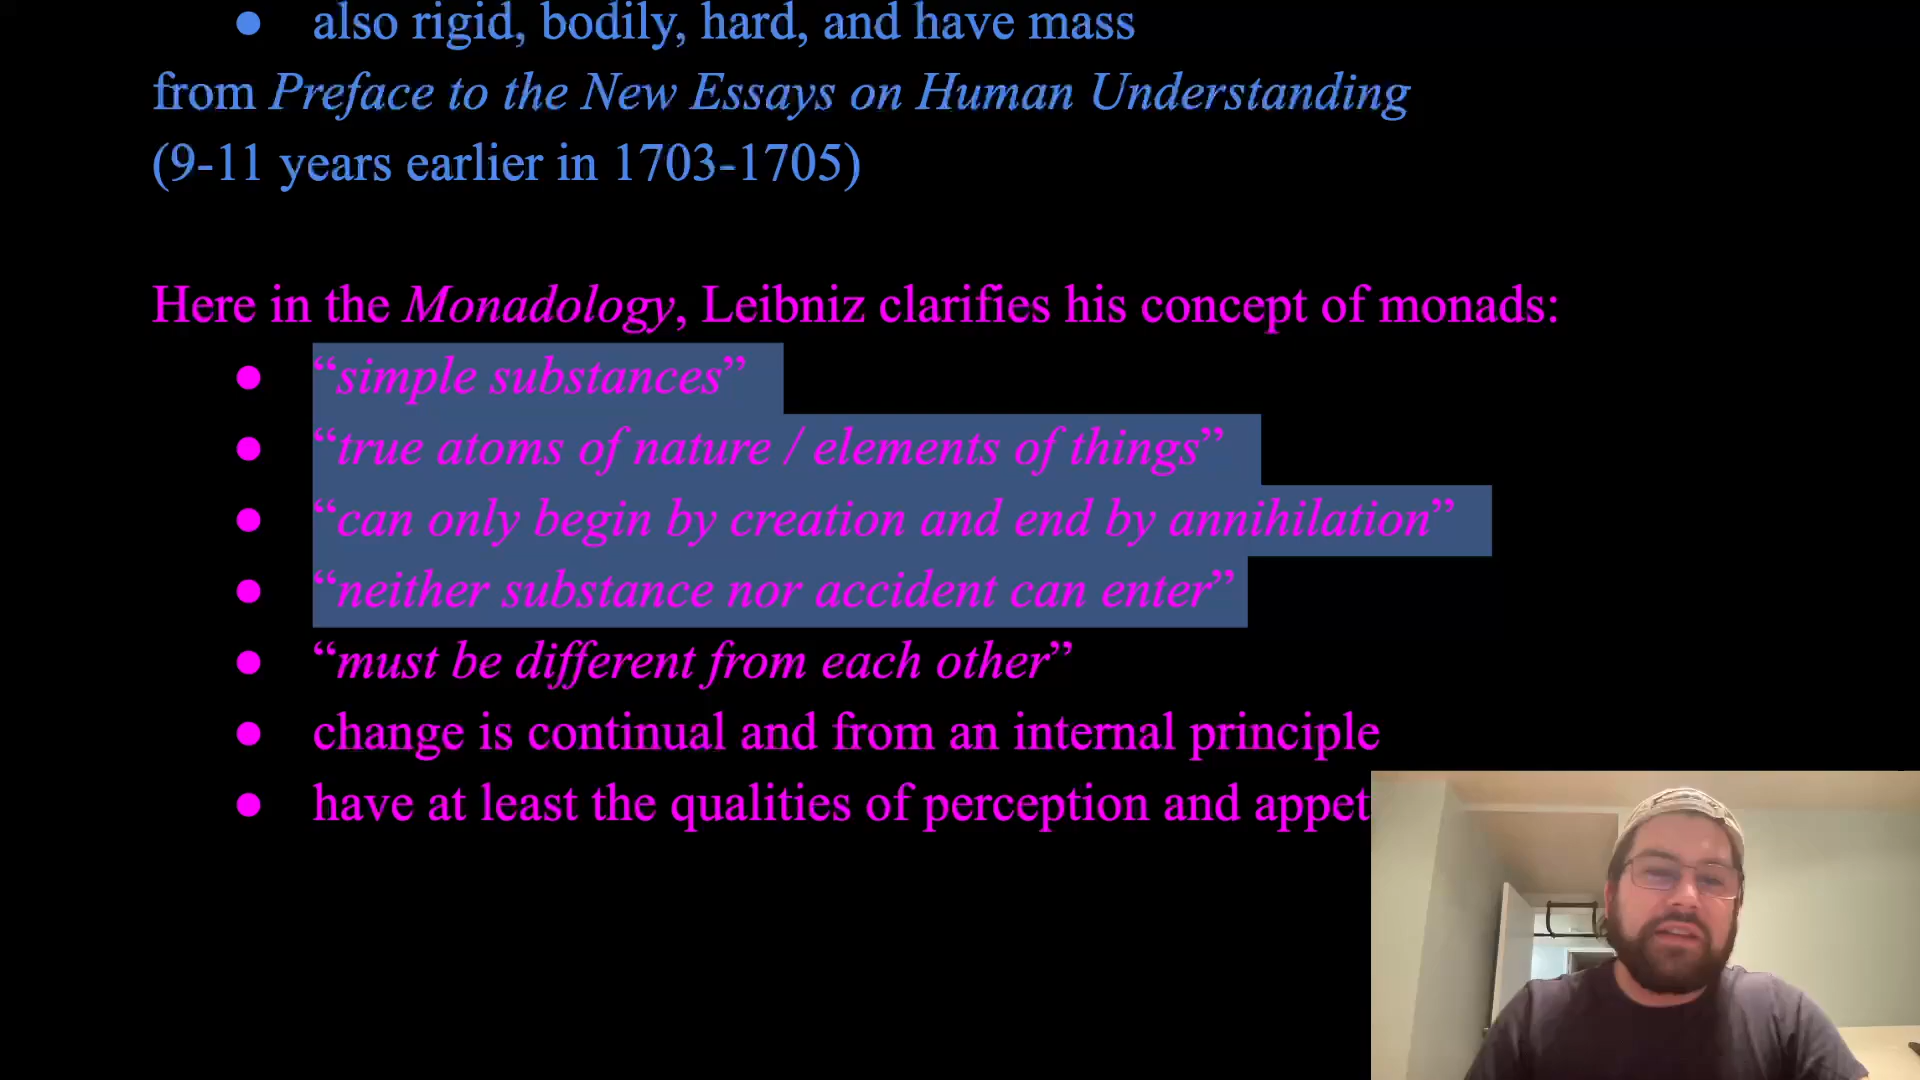 ● also rigid, bodily, hard, and have mass
from Preface to the New Essays on Human Understanding
(9-11 years earlier in 1703-1705)
Here in the Monadology, Leibniz clarifies his concept of monads:
● “simple substances”
● “true atoms of nature / elements of things”
● “can only begin by creation and end by annihilation”
● “neither substance nor accident can enter”
● “must be different from each other”
● change is continual and from an internal principle
● have at least the qualities of perception and appet